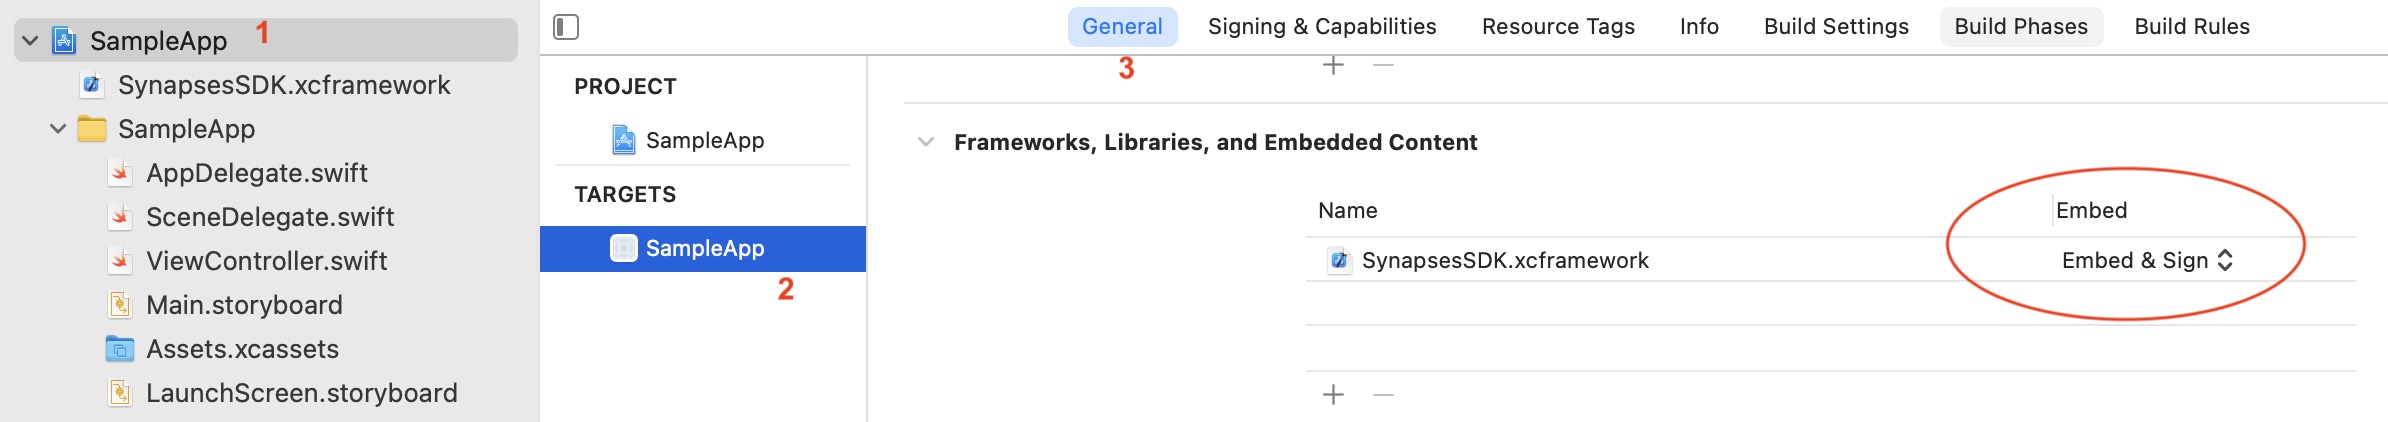 SampleApp 1
SynapsesSDK.xcframework
SampleApp
AppDelegate.swift
SceneDelegate.swift
ViewController.swift
Main.storyboard
Assets.xcassets
LaunchScreen.storyboard
General Signing & Capabilities Resource Tags Info Build Settings Build Phases Build Rules
3
PROJECT
SampleApp
TARGETS
SampleApp
2
Frameworks, Libraries, and Embedded Content
Name Embed
SynapsesSDK.xcframework Embed & Sign